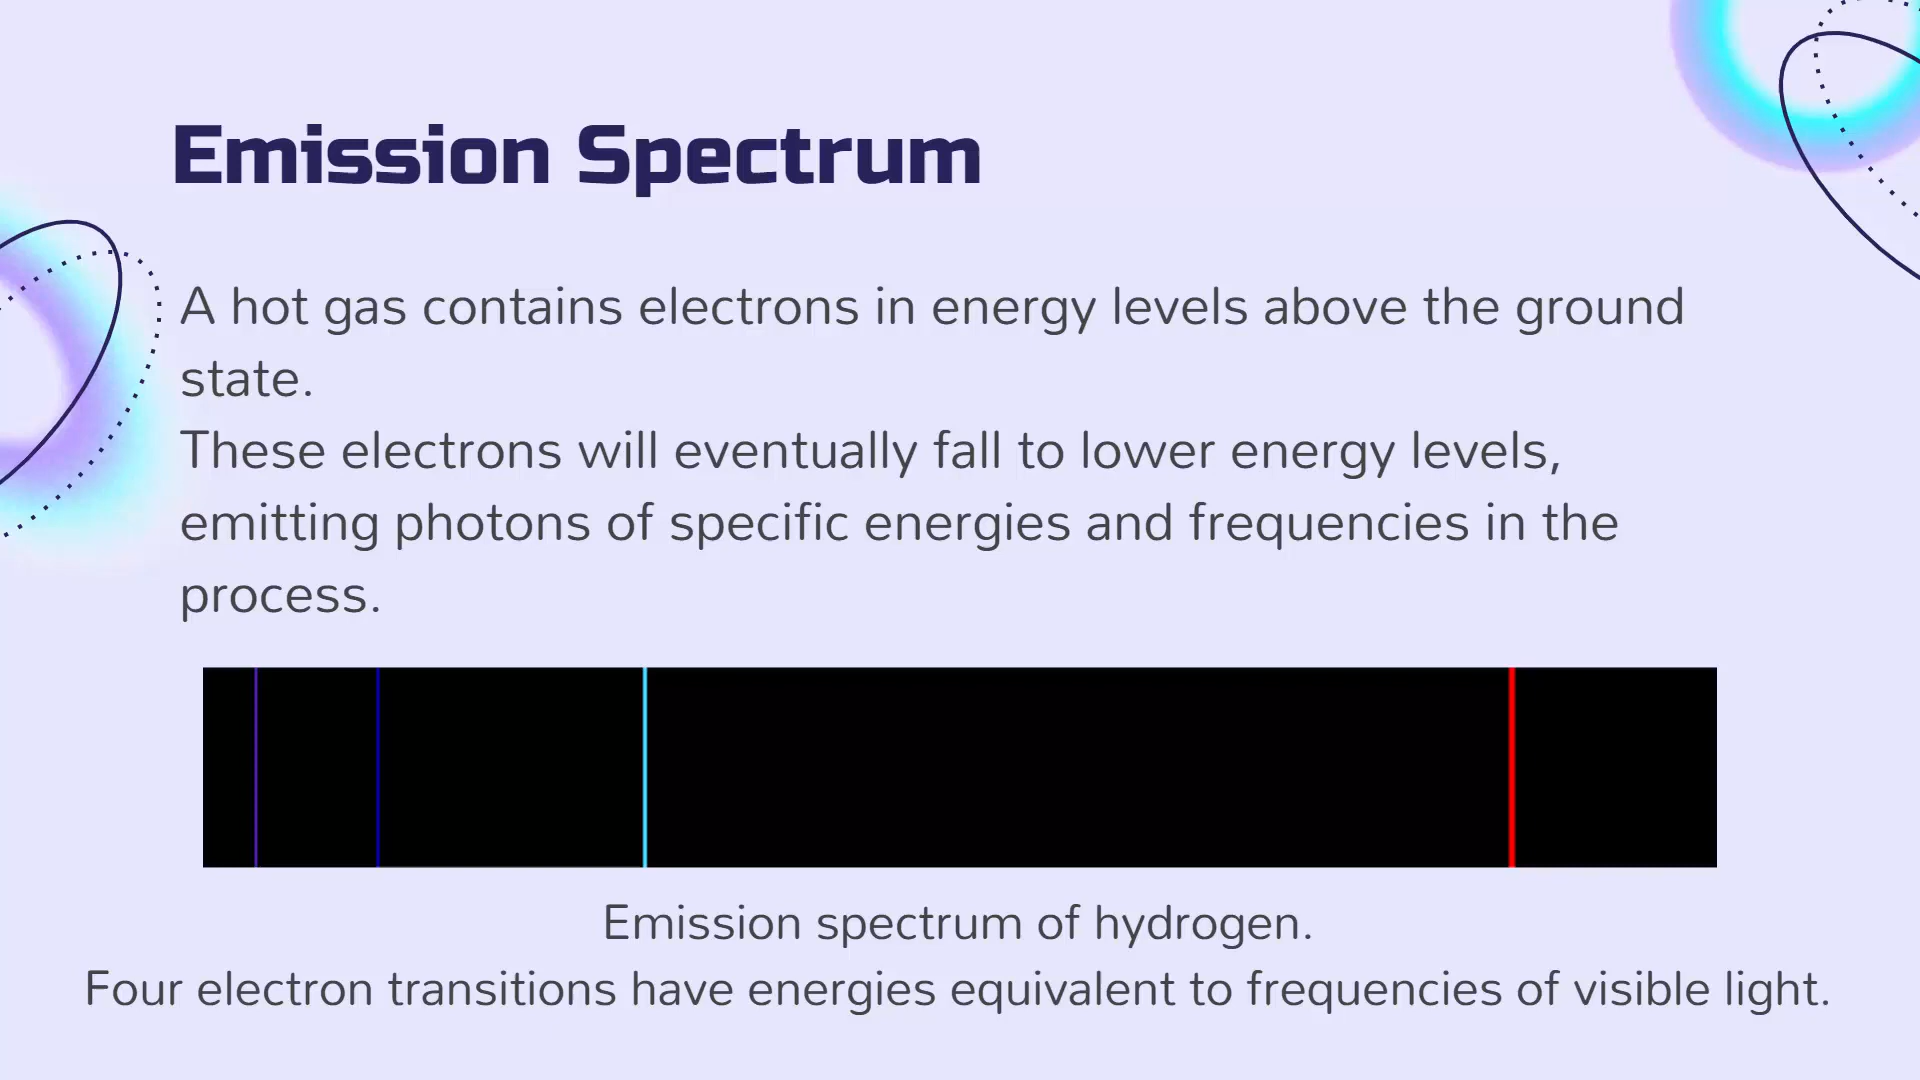 Emission Spectrum
A hot gas contains electrons in energy levels above the ground
state.
These electrons will eventually fall to lower energy levels,
emitting photons of specific energies and frequencies in the
process.
Emission spectrum of hydrogen.
Four electron transitions have energies equivalent to frequencies of visible light.